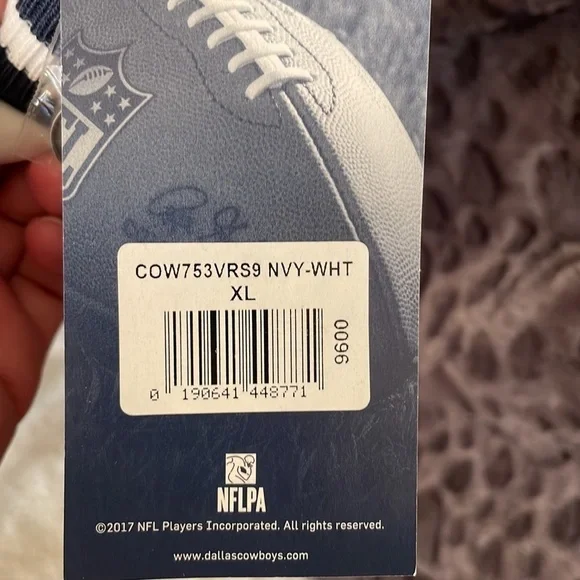 COW753VRS9 NVY-WHT
XL
9600
0 190641 448771
NFLPA
©2017 NFL Players Incorporated. All rights reserved.
www.dallascowboys.com